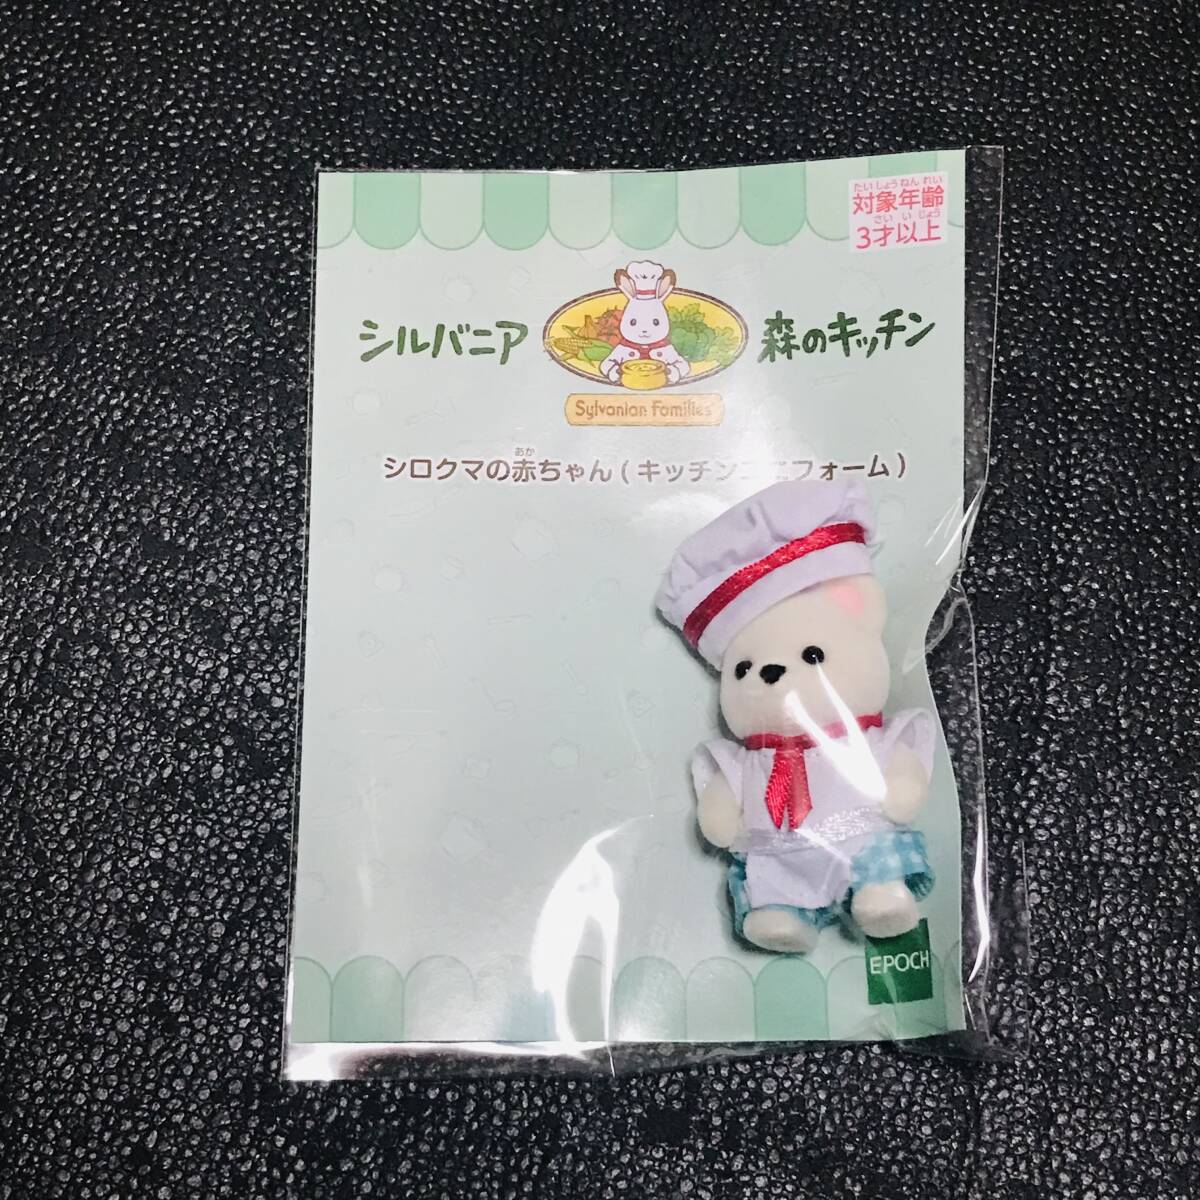 たいしょうねんれい
対象年齢
さいいじょう
3才以上
シルバニア 森のキッチン
Sylvanian Families
あか
シロクマの赤ちゃん(キッチンユニフォーム)
EPOCH